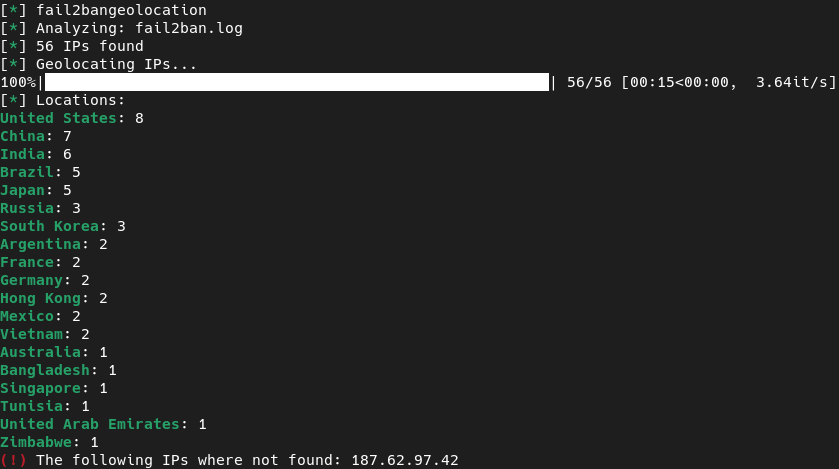 [*] fail2bangeolocation
[*] Analyzing: fail2ban.log
[*] 56 IPs found
[*] Geolocating IPs...
100%| | 56/56 [00:15<00:00,  3.64it/s]
[*] Locations:
United States: 8
China: 7
India: 6
Brazil: 5
Japan: 5
Russia: 3
South Korea: 3
Argentina: 2
France: 2
Germany: 2
Hong Kong: 2
Mexico: 2
Vietnam: 2
Australia: 1
Bangladesh: 1
Singapore: 1
Tunisia: 1
United Arab Emirates: 1
Zimbabwe: 1
(!) The following IPs where not found: 187.62.97.42